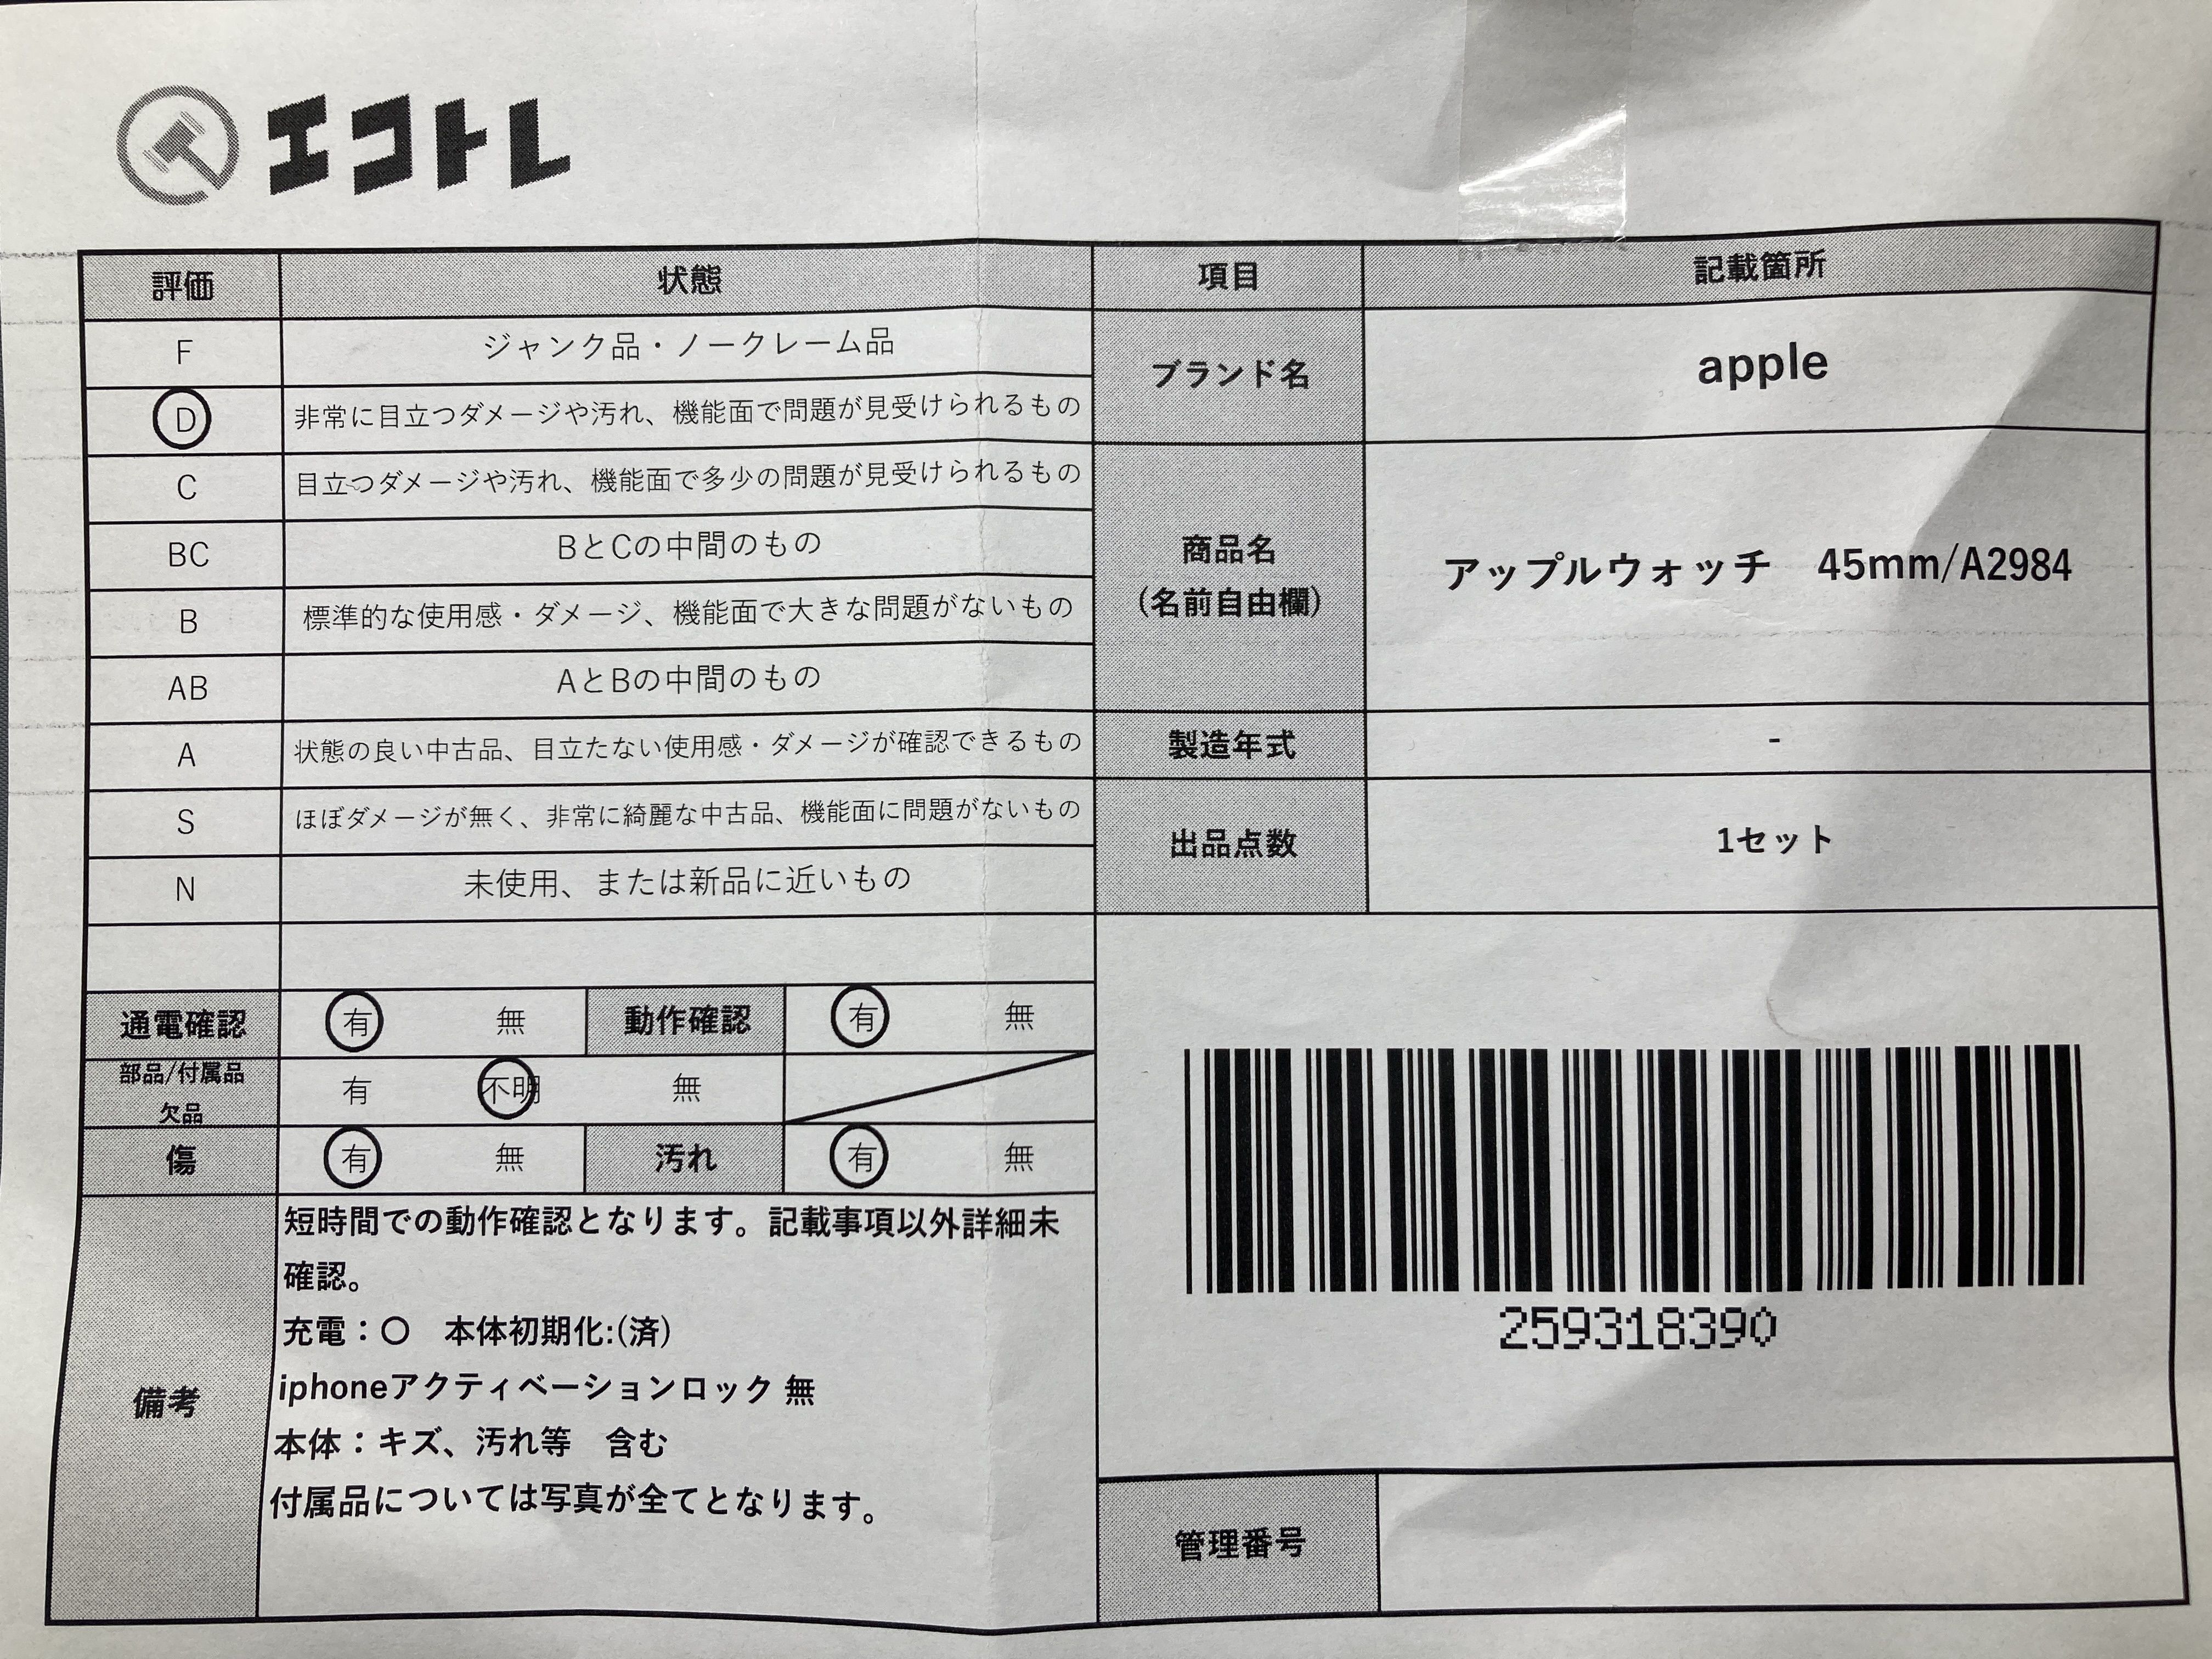 エコトレ
評価 状態
F ジャンク品・ノークレーム品
D 非常に目立つダメージや汚れ、機能面で問題が見受けられるもの
C 目立つダメージや汚れ、機能面で多少の問題が見受けられるもの
BC BとCの中間のもの
B 標準的な使用感・ダメージ、機能面で大きな問題がないもの
AB AとBの中間のもの
A 状態の良い中古品、目立たない使用感・ダメージが確認できるもの
S ほぼダメージが無く、非常に綺麗な中古品、機能面に問題がないもの
N 未使用、または新品に近いもの
通電確認 有 無 動作確認 有 無
部品/付属品
欠品
有 不明 無
傷 有 無 汚れ 有 無
備考
短時間での動作確認となります。記載事項以外詳細未
確認。
充電：〇　本体初期化:(済)
iphoneアクティベーションロック 無
本体：キズ、汚れ等　含む
付属品については写真が全てとなります。
項目 記載箇所
ブランド名 apple
商品名
(名前自由欄)
アップルウォッチ　45mm/A2984
製造年式 -
出品点数 1セット
259318390
管理番号